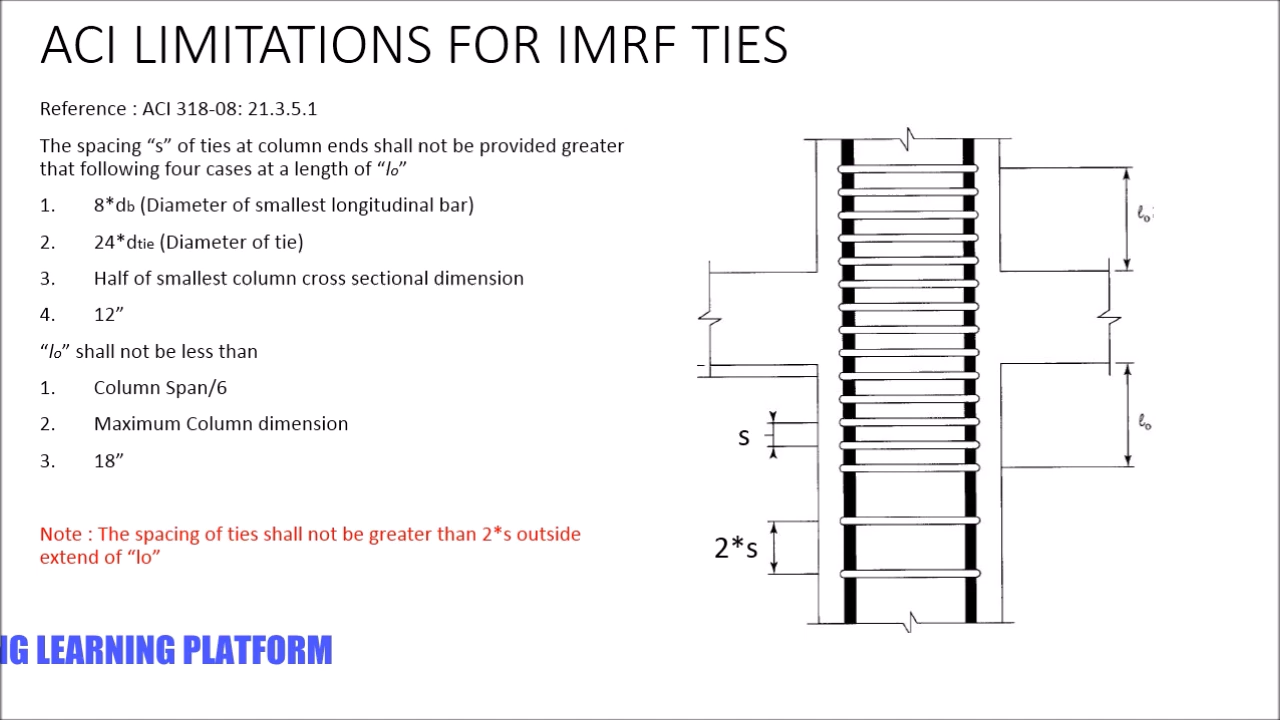 ACI LIMITATIONS FOR IMRF TIES
Reference : ACI 318-08: 21.3.5.1
The spacing “s” of ties at column ends shall not be provided greater
that following four cases at a length of “lo”
1. 8*db (Diameter of smallest longitudinal bar)
2. 24*dtie (Diameter of tie)
3. Half of smallest column cross sectional dimension
4. 12”
“lo” shall not be less than
1. Column Span/6
2. Maximum Column dimension
3. 18”
Note : The spacing of ties shall not be greater than 2*s outside
extend of “lo”
NG LEARNING PLATFORM
ℓo
s
ℓo
2*s